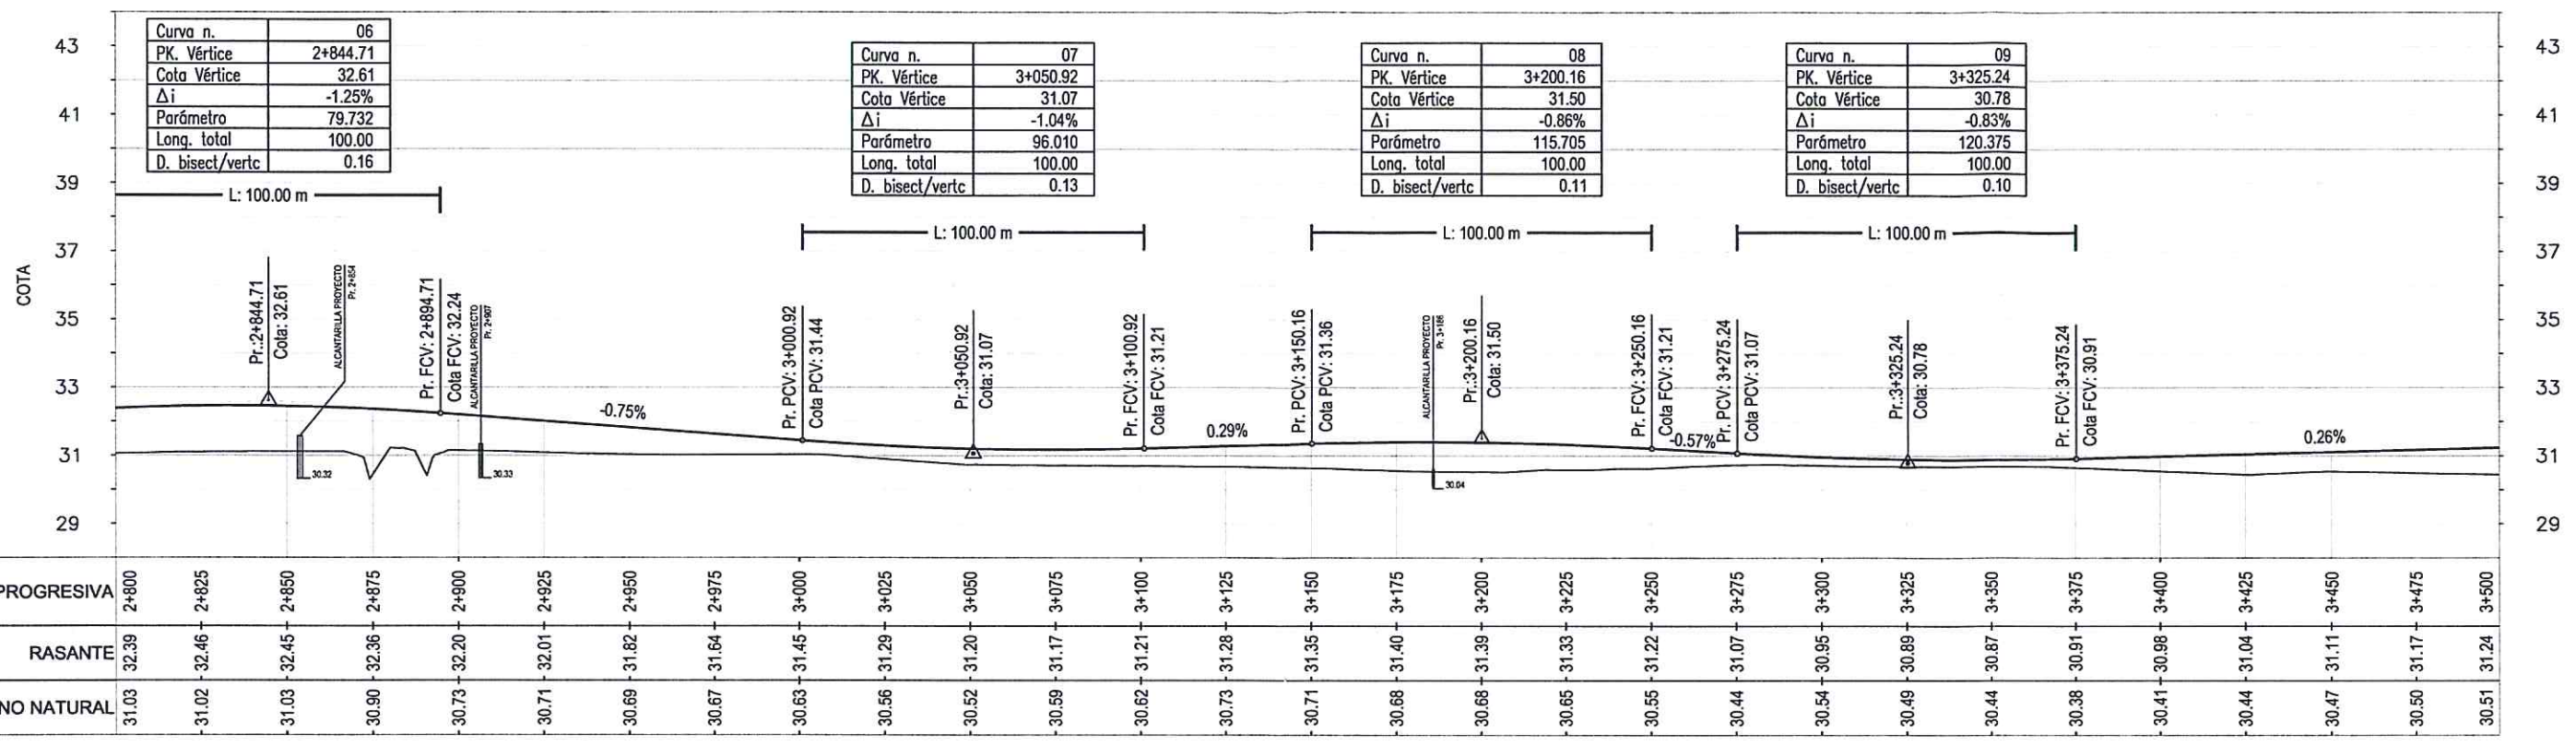 Curva n. 06
PK. Vértice 2+844.71
Cota Vértice 32.61
Δi -1.25%
Parámetro 79.732
Long. total 100.00
D. bisect/vertc 0.16
Curva n. 07
PK. Vértice 3+050.92
Cota Vértice 31.07
Δi -1.04%
Parámetro 96.010
Long. total 100.00
D. bisect/vertc 0.13
Curva n. 08
PK. Vértice 3+200.16
Cota Vértice 31.50
Δi -0.86%
Parámetro 115.705
Long. total 100.00
D. bisect/vertc 0.11
Curva n. 09
PK. Vértice 3+325.24
Cota Vértice 30.78
Δi -0.83%
Parámetro 120.375
Long. total 100.00
D. bisect/vertc 0.10
43 43
41 41
39 39
37 37
35 35
33 33
31 31
29 29
COTA
L: 100.00 m
L: 100.00 m
L: 100.00 m
L: 100.00 m
Pr.:2+844.71
Cota: 32.61
ALCANTARILLA PROYECTO
Pr. 2+854
Pr. FCV: 2+894.71
Cota FCV: 32.24
ALCANTARILLA PROYECTO
Pr. 2+907
Pr. PCV: 3+000.92
Cota PCV: 31.44
Pr.:3+050.92
Cota: 31.07
Pr. FCV: 3+100.92
Cota FCV: 31.21
Pr. PCV: 3+150.16
Cota PCV: 31.36
ALCANTARILLA PROYECTO
Pr. 3+186
Pr.:3+200.16
Cota: 31.50
Pr. FCV: 3+250.16
Cota FCV: 31.21
Pr. PCV: 3+275.24
Cota PCV: 31.07
Pr.:3+325.24
Cota: 30.78
Pr. FCV: 3+375.24
Cota FCV: 30.91
-0.75%
0.29%
-0.57%
0.26%
30.32
30.33
30.04
PROGRESIVA 2+800 2+825 2+850 2+875 2+900 2+925 2+950 2+975 3+000 3+025 3+050 3+075 3+100 3+125 3+150 3+175 3+200 3+225 3+250 3+275 3+300 3+325 3+350 3+375 3+400 3+425 3+450 3+475 3+500
RASANTE 32.39 32.46 32.45 32.36 32.20 32.01 31.82 31.64 31.45 31.29 31.20 31.17 31.21 31.28 31.35 31.40 31.39 31.33 31.22 31.07 30.95 30.89 30.87 30.91 30.98 31.04 31.11 31.17 31.24
NO NATURAL 31.03 31.02 31.03 30.90 30.73 30.71 30.69 30.67 30.63 30.56 30.52 30.59 30.62 30.73 30.71 30.68 30.68 30.65 30.55 30.44 30.54 30.49 30.44 30.38 30.41 30.44 30.47 30.50 30.51